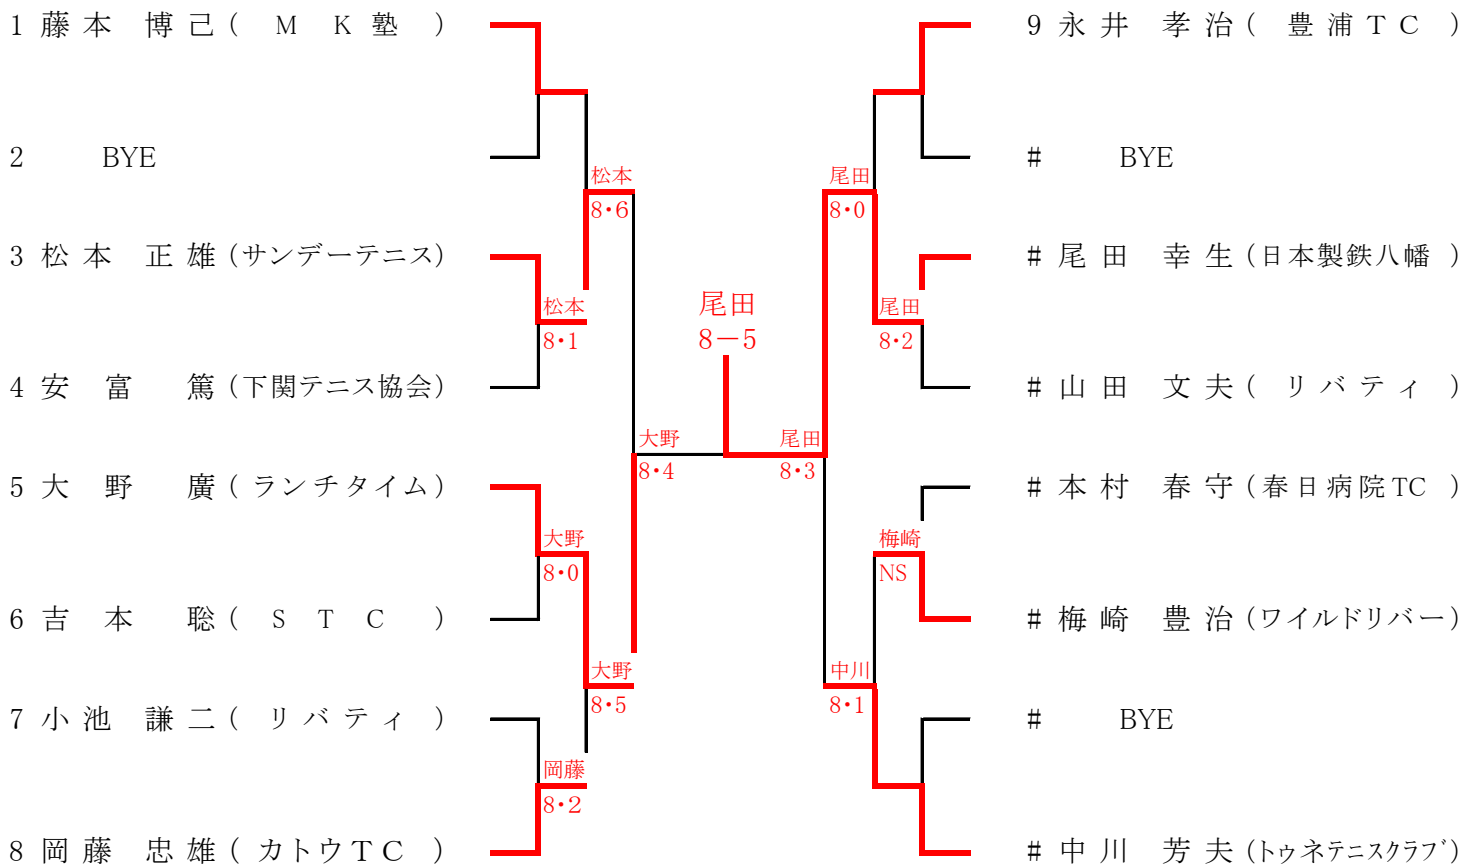 1 藤本 博己 ( M K 塾 )
2 BYE
松本
8・6
3 松本 正雄 (サンデーテニス)
松本
8・1
4 安富 篤 (下関テニス協会)
大野
8・4
5 大野 廣 ( ランチタイム )
大野
8・0
6 吉本 聡 ( S T C )
大野
8・5
7 小池 謙二 ( リバティ )
岡藤
8・2
8 岡藤 忠雄 ( カトウTC )
尾田
8－5
9 永井 孝治 ( 豊浦TC )
# BYE
尾田
8・0
# 尾田 幸生 (日本製鉄八幡 )
尾田
8・2
# 山田 文夫 ( リバティ )
尾田
8・3
# 本村 春守 ( 春日病院TC )
梅崎
NS
# 梅崎 豊治 (ワイルドリバー)
中川
8・1
# BYE
# 中川 芳夫 (トゥネテニスクラブ)